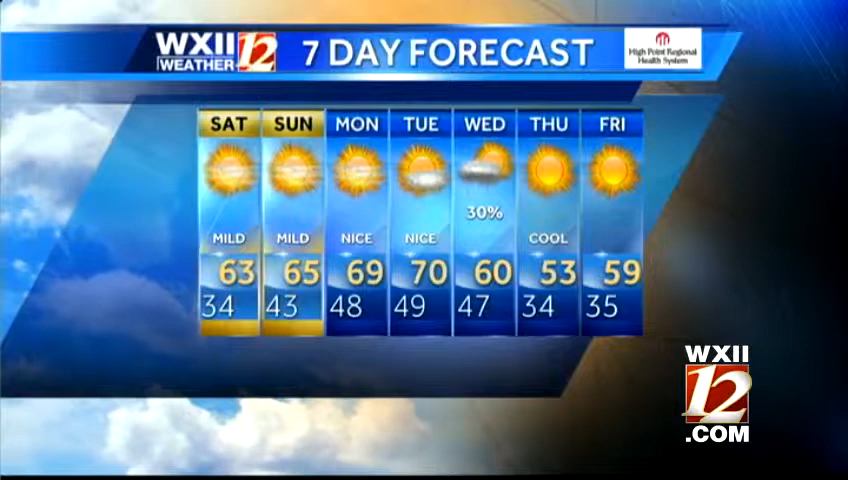 WXII 12
WEATHER
7 DAY FORECAST
High Point Regional
Health System
SAT SUN MON TUE WED THU FRI
30%
MILD MILD NICE NICE COOL
63 65 69 70 60 53 59
34 43 48 49 47 34 35
WXII
12
.COM